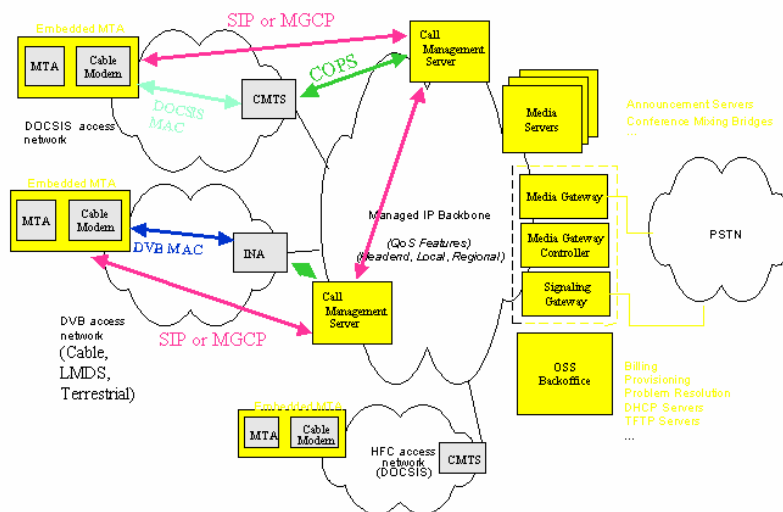 SIP or MGCP
Embedded MTA
MTA
Cable
Modem
Call
Management
Server
COPS
DOCSIS
MAC
CMTS
DOCSIS access
network
Media
Servers
Announcement Servers
Conference Mixing Bridges
...
Embedded MTA
MTA
Cable
Modem
DVB MAC
INA
Managed IP Backbone
(QoS Features)
(Headend, Local, Regional)
Media Gateway
Media Gateway
Controller
Signaling
Gateway
PSTN
Call
Management
Server
SIP or MGCP
DVB access
network
(Cable,
LMDS,
Terrestrial)
OSS
Backoffice
Billing
Provisioning
Problem Resolution
DHCP Servers
TFTP Servers
...
Embedded MTA
MTA
Cable
Modem
HFC access
network
(DOCSIS)
CMTS